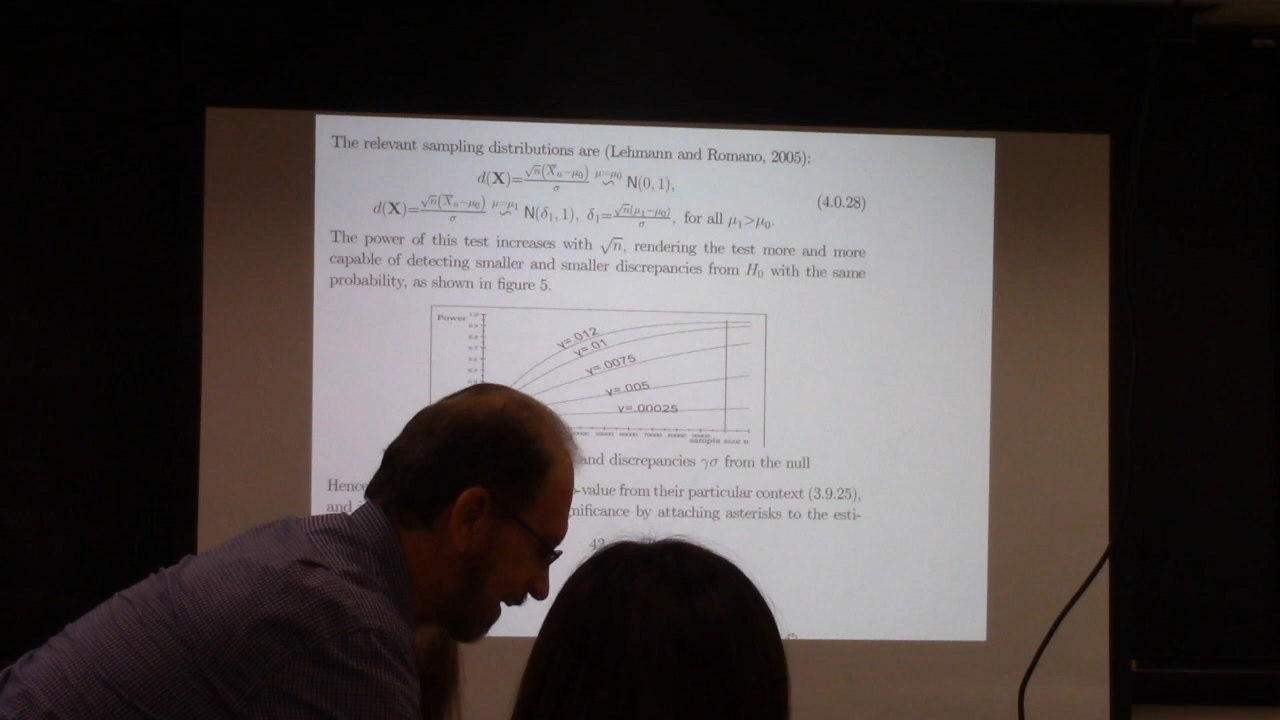 The relevant sampling distributions are (Lehmann and Romano, 2005):
d(X)=√n(X̄ₙ−μ₀)/σ μ=μ₀ ∽ N(0, 1),
(4.0.28)
d(X)=√n(X̄ₙ−μ₀)/σ μ=μ₁ ∽ N(δ₁, 1), δ₁=√n(μ₁−μ₀)/σ, for all μ₁>μ₀.
The power of this test increases with √n, rendering the test more and more
capable of detecting smaller and smaller discrepancies from H₀ with the same
probability, as shown in figure 5.
Power
γ=.012
γ=.01
γ=.0075
γ=.005
γ=.00025
sample size n
and discrepancies γσ from the null
Hence -value from their particular context (3.9.25),
and by attaching asterisks to the esti-
42